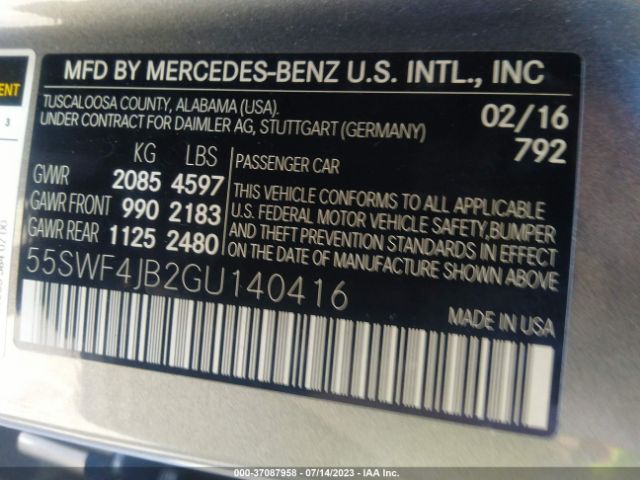 MFD BY MERCEDES-BENZ U.S. INTL., INC
TUSCALOOSA COUNTY, ALABAMA (USA).
UNDER CONTRACT FOR DAIMLER AG, STUTTGART (GERMANY)
02/16
792
KG LBS
GVWR 2085 4597
GAWR FRONT 990 2183
GAWR REAR 1125 2480
PASSENGER CAR
THIS VEHICLE CONFORMS TO ALL APPLICABLE
U.S. FEDERAL MOTOR VEHICLE SAFETY,BUMPER
AND THEFT PREVENTION STANDARDS IN EFFECT
ON THE DATE OF MANUFACTURE SHOWN ABOVE
55SWF4JB2GU140416
MADE IN USA
3
000-37087958 - 07/14/2023 - IAA Inc.